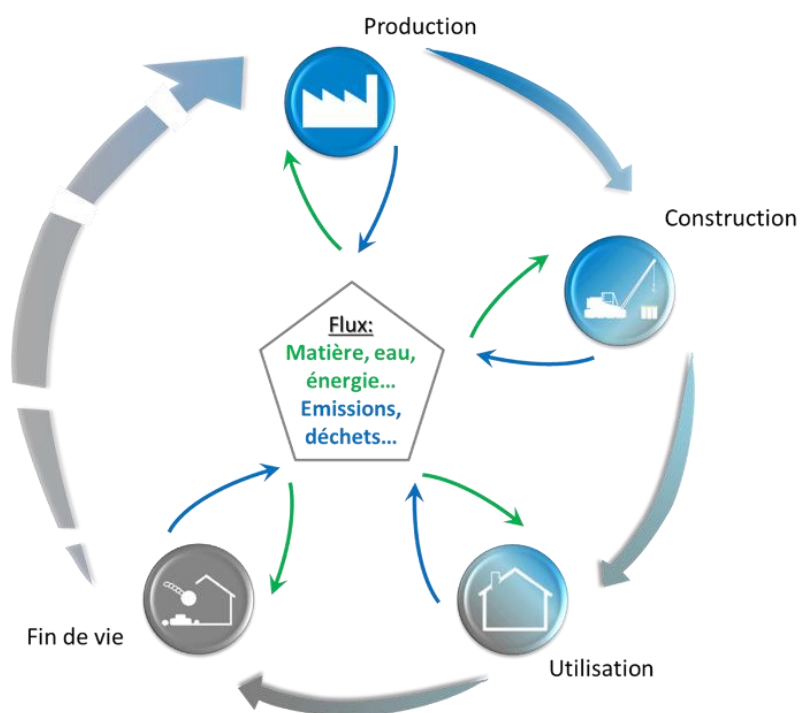 Production
Construction
Flux:
Matière, eau,
énergie...
Emissions,
déchets...
Fin de vie
Utilisation